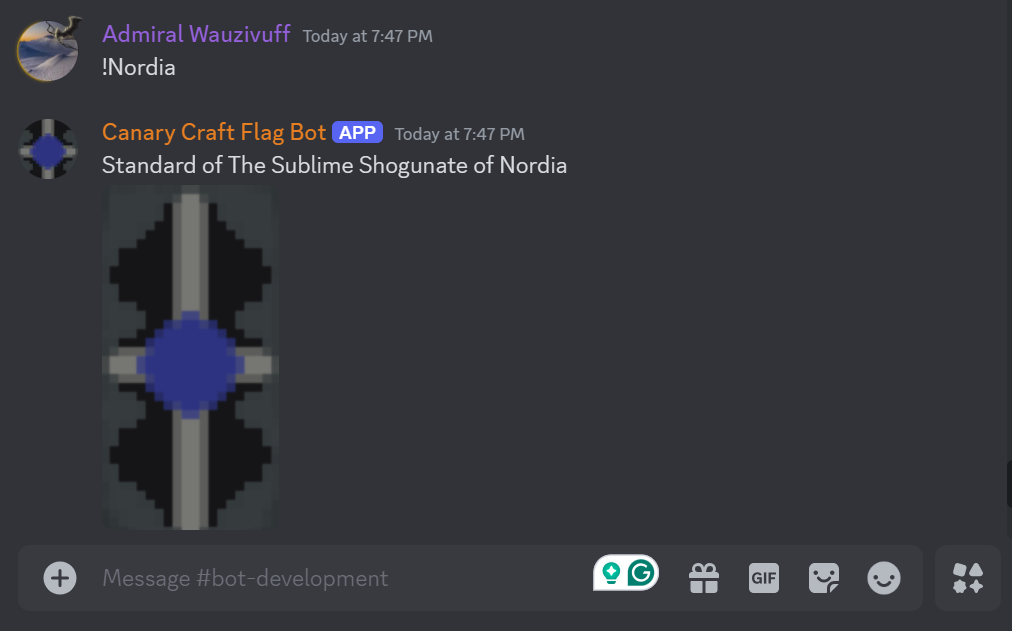 Admiral Wauzivuff Today at 7:47 PM
!Nordia
Canary Craft Flag Bot APP Today at 7:47 PM
Standard of The Sublime Shogunate of Nordia
Message #bot-development GIF